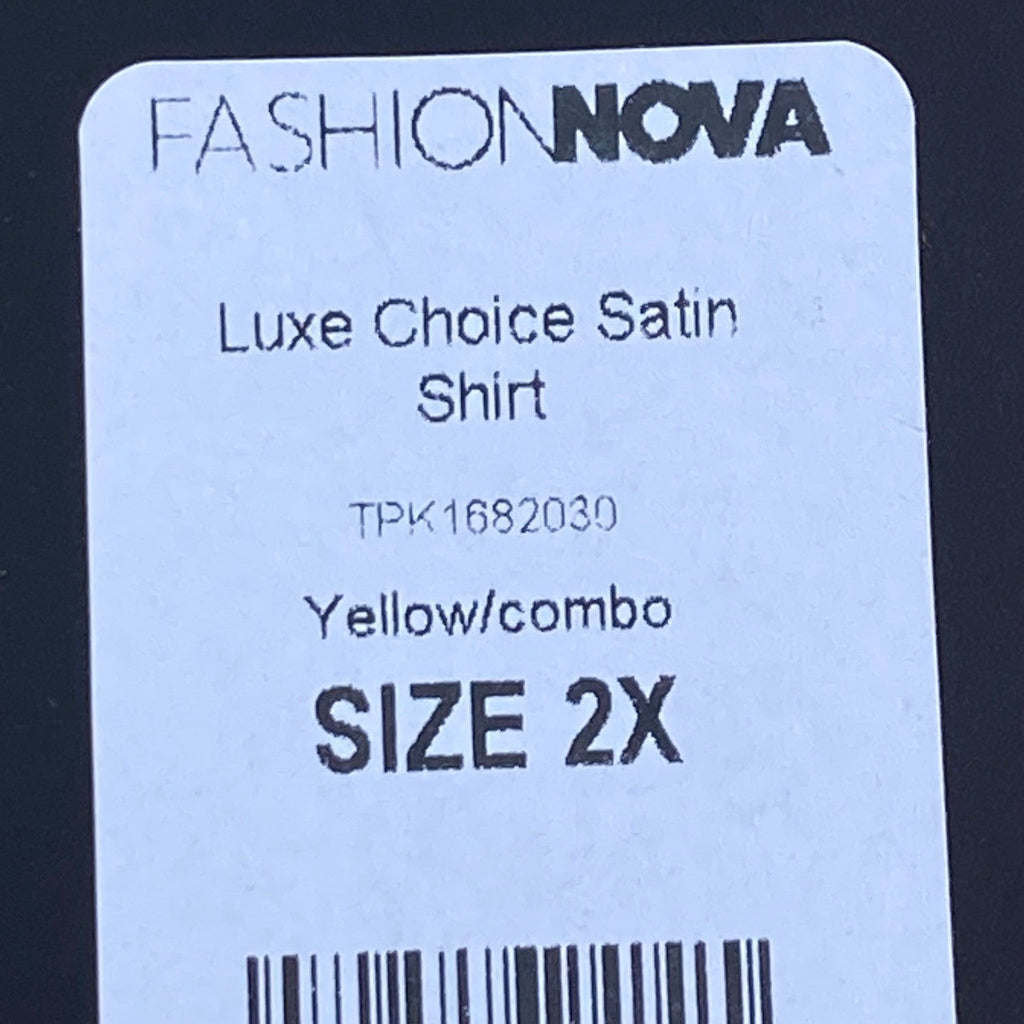 FASHIONNOVA
Luxe Choice Satin
Shirt
TPK1682030
Yellow/combo
SIZE 2X